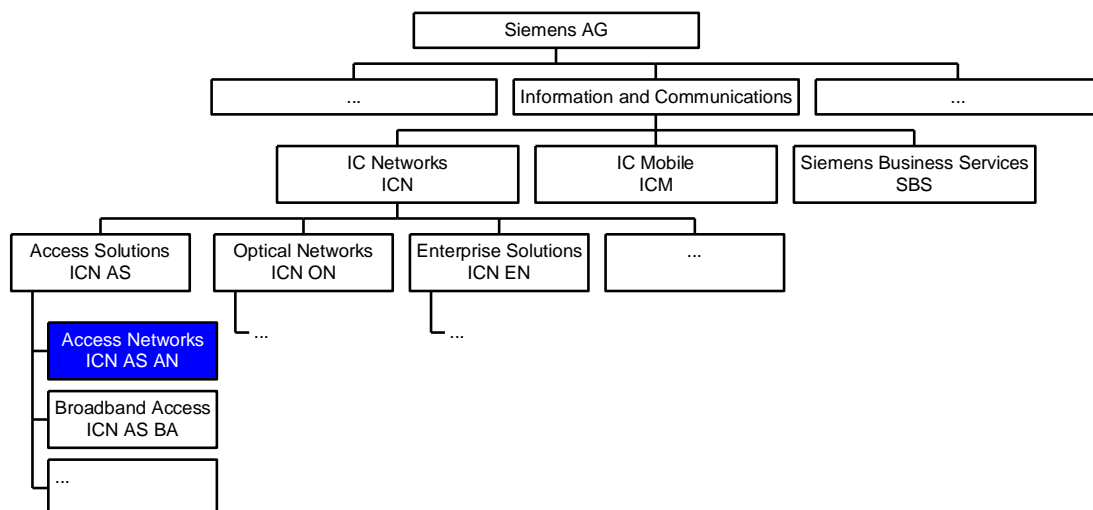 Siemens AG
...
Information and Communications
...
IC Networks
ICN
IC Mobile
ICM
Siemens Business Services
SBS
Access Solutions
ICN AS
Optical Networks
ICN ON
Enterprise Solutions
ICN EN
...
Access Networks
ICN AS AN
...
...
Broadband Access
ICN AS BA
...